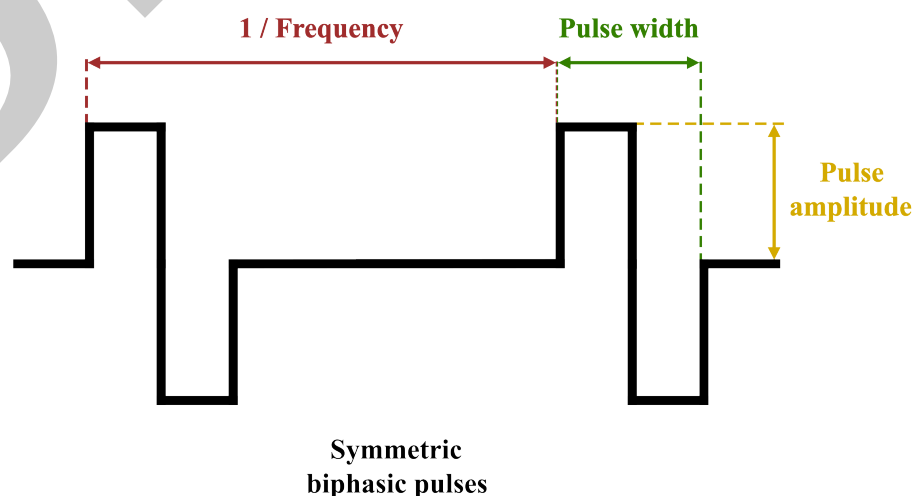 1 / Frequency
Pulse width
Pulse
amplitude
Symmetric
biphasic pulses